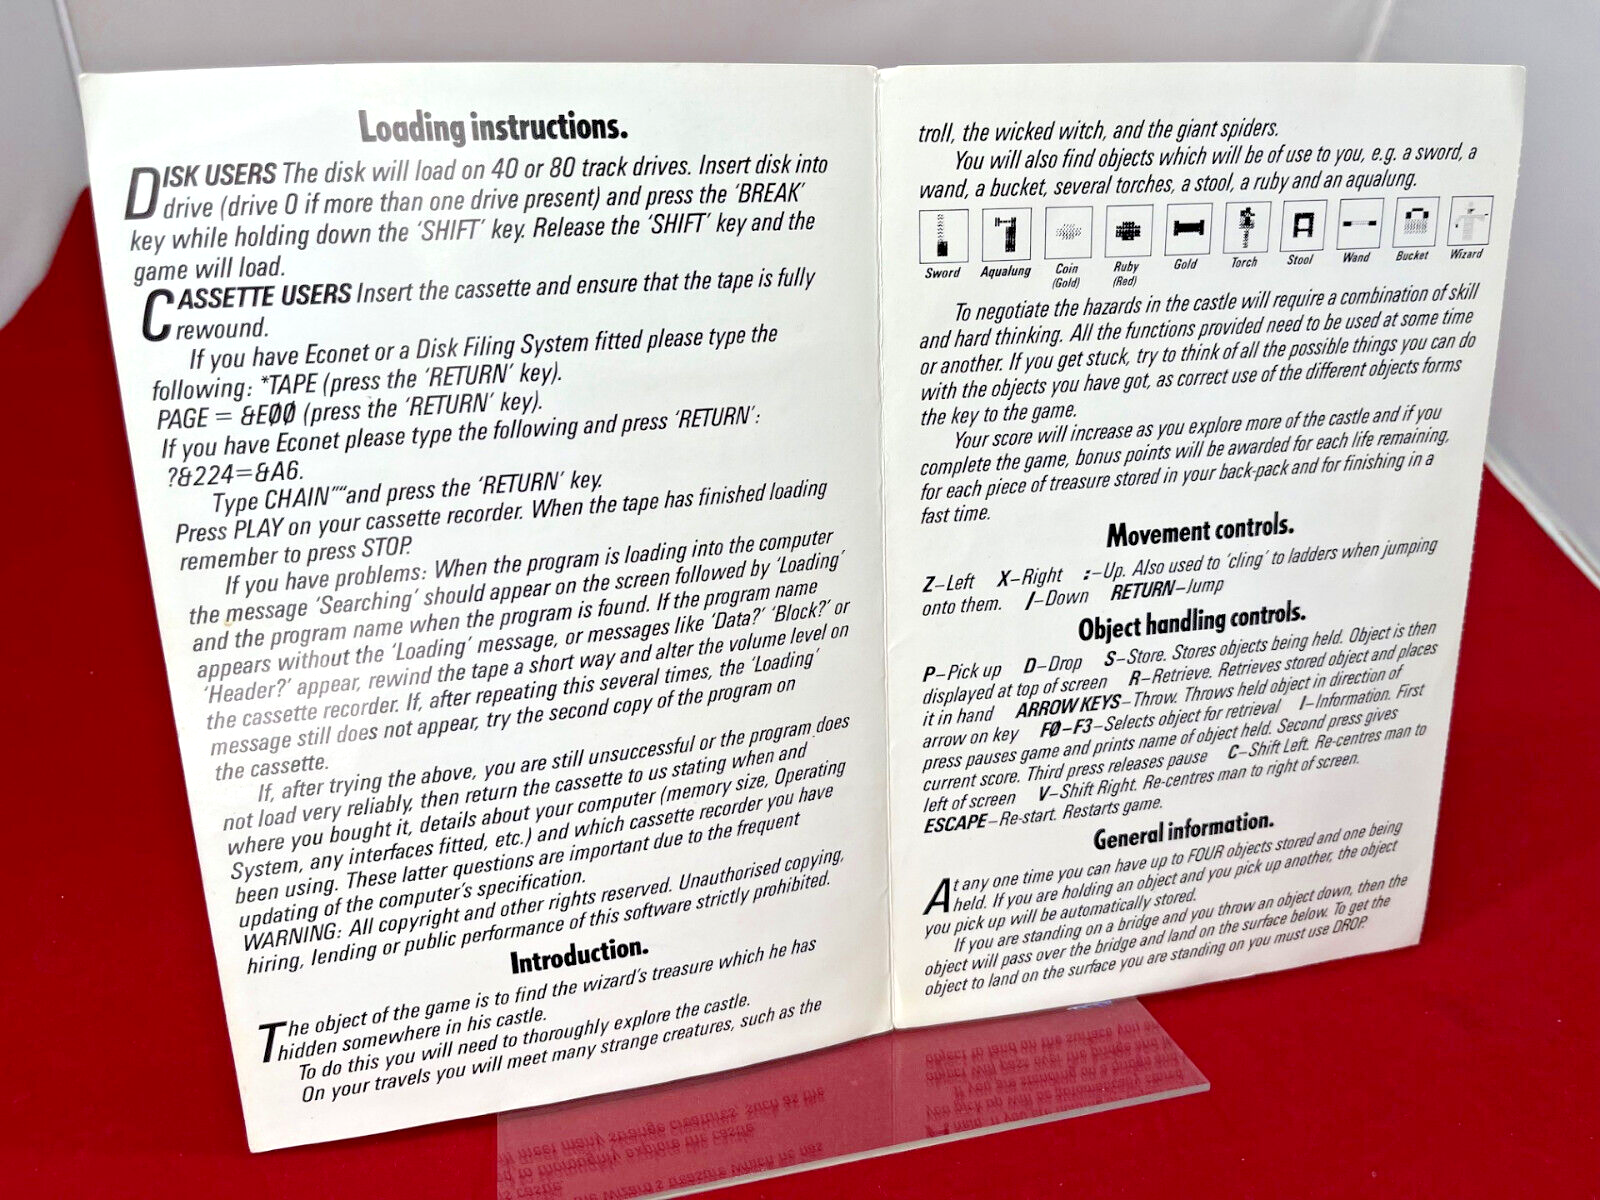 Loading instructions.
DISK USERS The disk will load on 40 or 80 track drives. Insert disk into
drive (drive 0 if more than one drive present) and press the 'BREAK'
key while holding down the 'SHIFT' key. Release the 'SHIFT' key and the
game will load.
CASSETTE USERS Insert the cassette and ensure that the tape is fully
rewound.
If you have Econet or a Disk Filing System fitted please type the
following: *TAPE (press the 'RETURN' key).
PAGE = &EØØ (press the 'RETURN' key).
If you have Econet please type the following and press 'RETURN':
?&224=&A6.
Type CHAIN"" and press the 'RETURN' key.
Press PLAY on your cassette recorder. When the tape has finished loading
remember to press STOP.
If you have problems: When the program is loading into the computer
the message 'Searching' should appear on the screen followed by 'Loading'
and the program name when the program is found. If the program name
appears without the 'Loading' message, or messages like 'Data?' 'Block?' or
'Header?' appear, rewind the tape a short way and alter the volume level on
the cassette recorder. If, after repeating this several times, the 'Loading'
message still does not appear, try the second copy of the program on
the cassette.
If, after trying the above, you are still unsuccessful or the program does
not load very reliably, then return the cassette to us stating when and
where you bought it, details about your computer (memory size, Operating
System, any interfaces fitted, etc.) and which cassette recorder you have
been using. These latter questions are important due to the frequent
updating of the computer's specification.
WARNING: All copyright and other rights reserved. Unauthorised copying,
hiring, lending or public performance of this software strictly prohibited.
Introduction.
The object of the game is to find the wizard's treasure which he has
hidden somewhere in his castle.
To do this you will need to thoroughly explore the castle.
On your travels you will meet many strange creatures, such as the
troll, the wicked witch, and the giant spiders.
You will also find objects which will be of use to you, e.g. a sword, a
wand, a bucket, several torches, a stool, a ruby and an aqualung.
Sword Aqualung Coin (Gold) Ruby (Red) Gold Torch Stool Wand Bucket Wizard
To negotiate the hazards in the castle will require a combination of skill
and hard thinking. All the functions provided need to be used at some time
or another. If you get stuck, try to think of all the possible things you can do
with the objects you have got, as correct use of the different objects forms
the key to the game.
Your score will increase as you explore more of the castle and if you
complete the game, bonus points will be awarded for each life remaining,
for each piece of treasure stored in your back-pack and for finishing in a
fast time.
Movement controls.
Z–Left X–Right :–Up. Also used to 'cling' to ladders when jumping
onto them. /–Down RETURN–Jump
Object handling controls.
P–Pick up D–Drop S–Store. Stores objects being held. Object is then
displayed at top of screen R–Retrieve. Retrieves stored object and places
it in hand ARROW KEYS–Throw. Throws held object in direction of
arrow on key FØ–F3–Selects object for retrieval I–Information. First
press pauses game and prints name of object held. Second press gives
current score. Third press releases pause C–Shift Left. Re-centres man to
left of screen V–Shift Right. Re-centres man to right of screen.
ESCAPE–Re-start. Restarts game.
General information.
At any one time you can have up to FOUR objects stored and one being
held. If you are holding an object and you pick up another, the object
you pick up will be automatically stored.
If you are standing on a bridge and you throw an object down, then the
object will pass over the bridge and land on the surface below. To get the
object to land on the surface you are standing on you must use DROP.